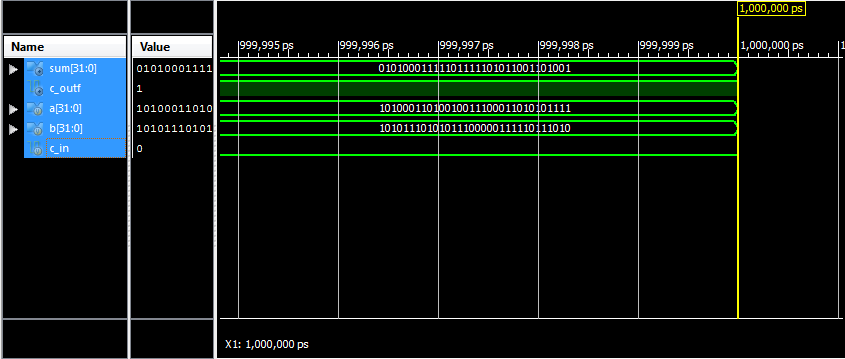 1,000,000 ps
Name Value 999,995 ps 999,996 ps 999,997 ps 999,998 ps 999,999 ps 1,000,000 ps 1
sum[31:0] 01010001111 01010001111101111101011001101001
c_outf 1
a[31:0] 10100011010 10100011010010011100011010101111
b[31:0] 10101110101 10101110101011100000111110111010
c_in 0
X1: 1,000,000 ps